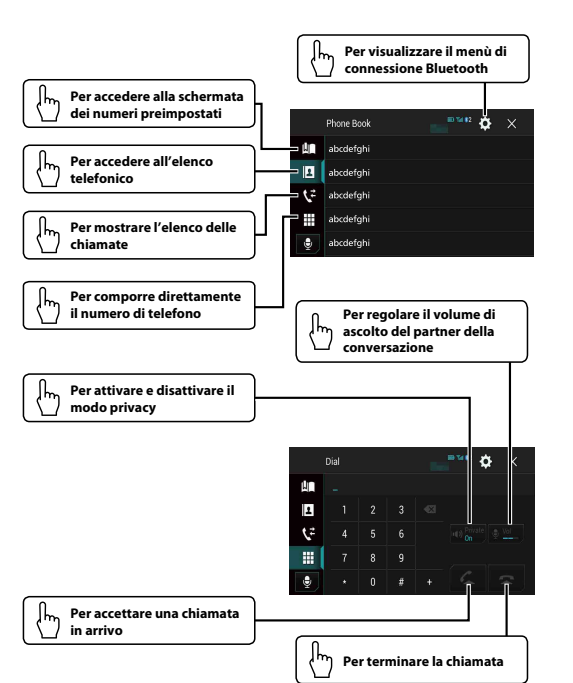 Per visualizzare il menù di
connessione Bluetooth
Per accedere alla schermata
dei numeri preimpostati
Per accedere all'elenco
telefonico
Per mostrare l'elenco delle
chiamate
Per comporre direttamente
il numero di telefono
Phone Book
abcdefghi
abcdefghi
abcdefghi
abcdefghi
abcdefghi
Per regolare il volume di
ascolto del partner della
conversazione
Per attivare e disattivare il
modo privacy
Dial
1 2 3
4 5 6
7 8 9
* 0 # +
Private
On
Vol
Per accettare una chiamata
in arrivo
Per terminare la chiamata